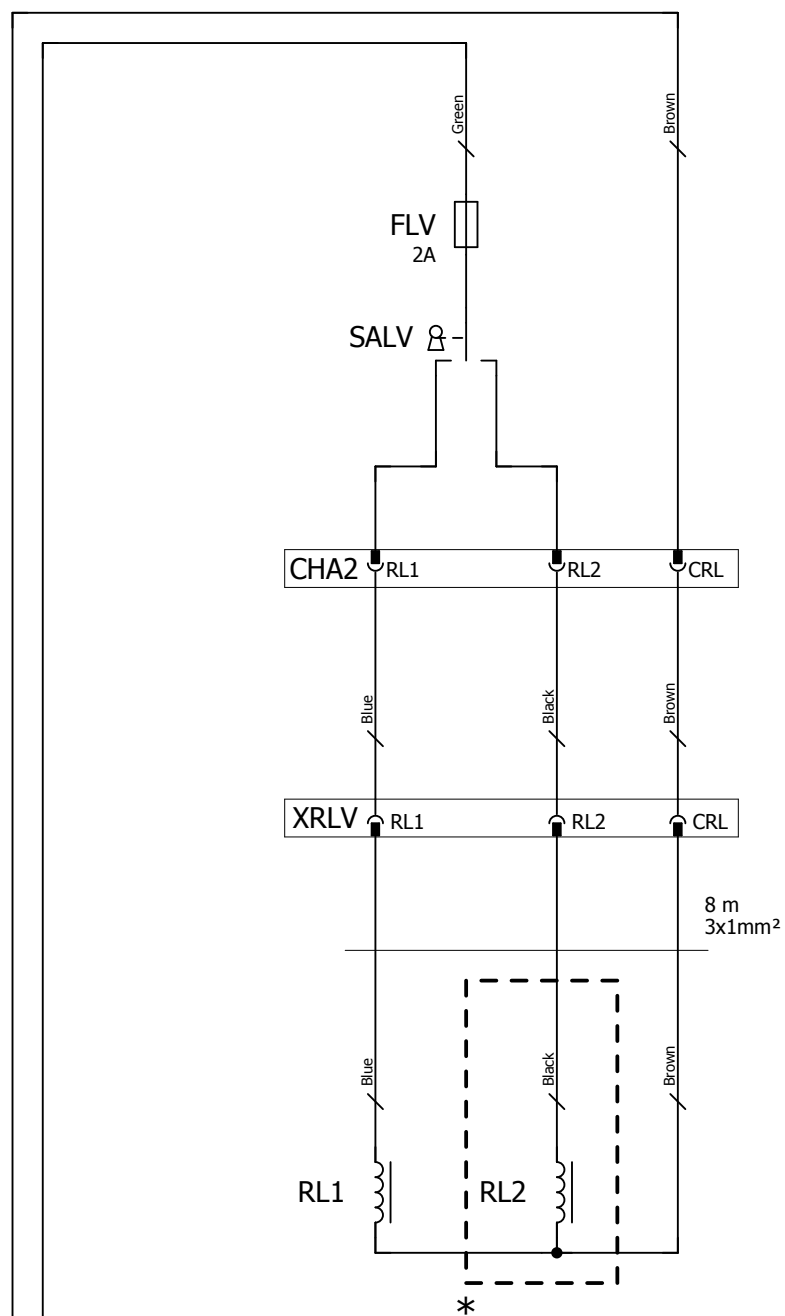 Green
Brown
FLV
2A
SALV
CHA2 RL1 RL2 CRL
Blue
Black
Brown
XRLV RL1 RL2 CRL
8 m
3x1mm²
Blue
Black
Brown
RL1
RL2
*